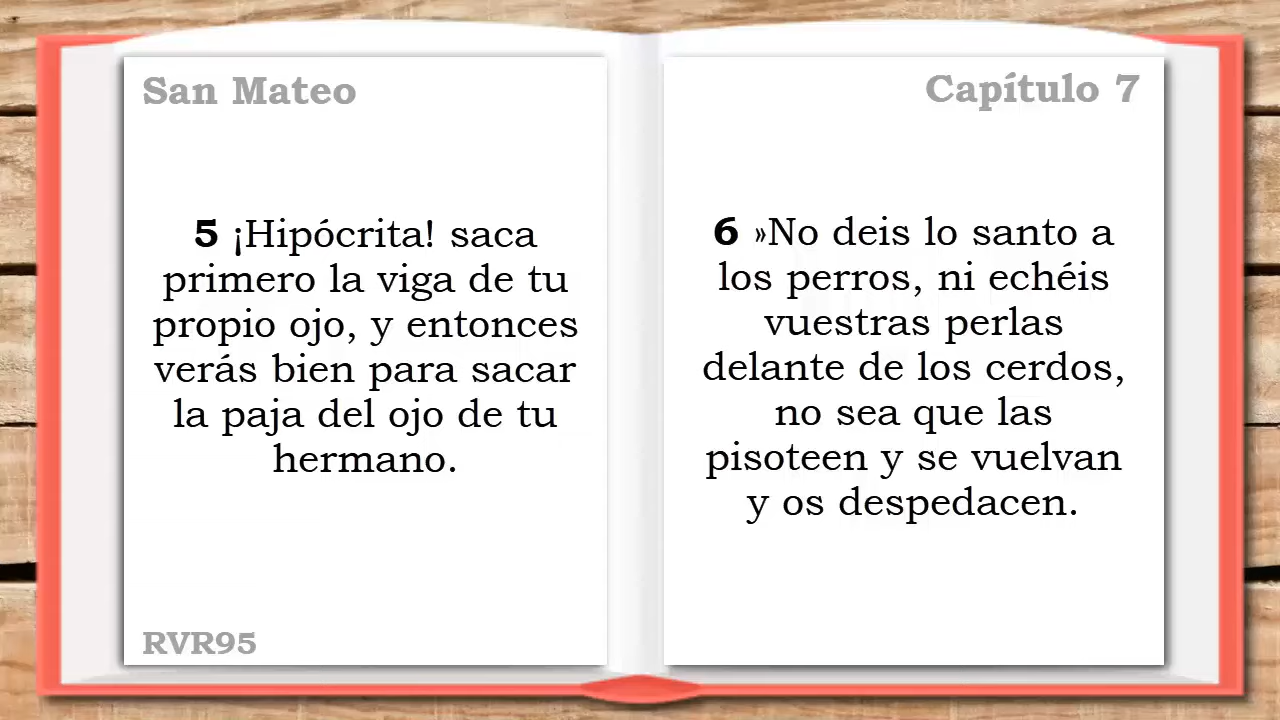 San Mateo
5 ¡Hipócrita! saca
primero la viga de tu
propio ojo, y entonces
verás bien para sacar
la paja del ojo de tu
hermano.
RVR95
Capítulo 7
6 »No deis lo santo a
los perros, ni echéis
vuestras perlas
delante de los cerdos,
no sea que las
pisoteen y se vuelvan
y os despedacen.